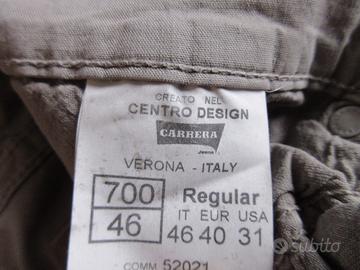 CREATO NEL
CENTRO DESIGN
CARRERA
Jeans
VERONA - ITALY
700 Regular
46 IT EUR USA
46 40 31
COMM 52021
subito